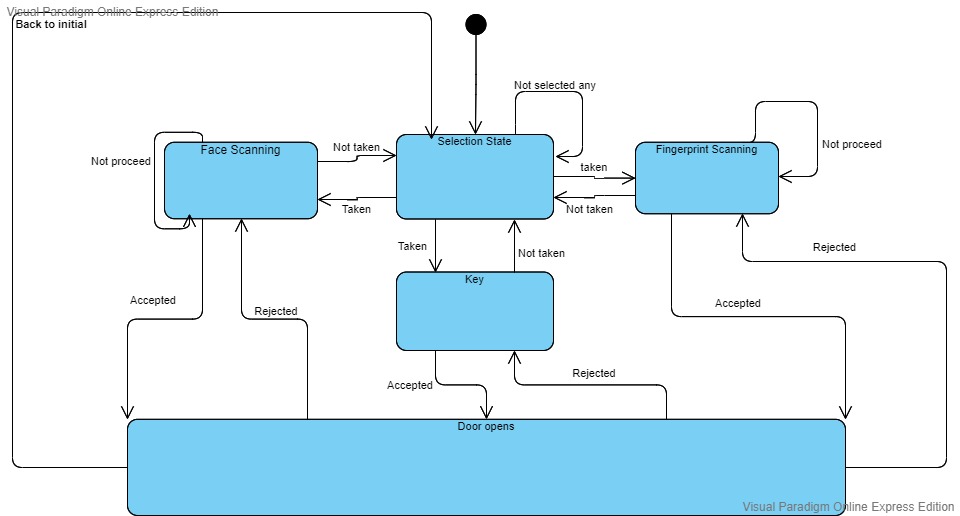 Visual Paradigm Online Express Edition
Back to initial
Not selected any
Selection State
Face Scanning
Not taken
Fingerprint Scanning
Not proceed
Not proceed
taken
Taken
Not taken
Taken
Not taken
Rejected
Key
Accepted
Rejected
Accepted
Rejected
Accepted
Door opens
Visual Paradigm Online Express Edition